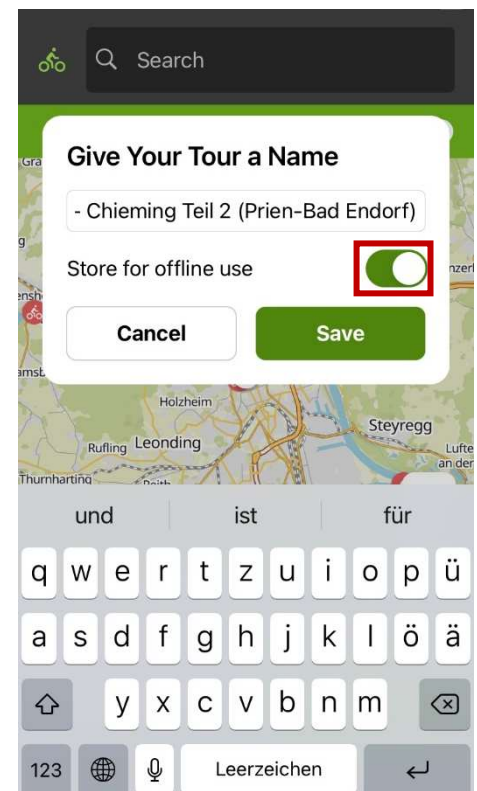 Search
Give Your Tour a Name
- Chieming Teil 2 (Prien-Bad Endorf)
Store for offline use
Cancel
Save
Holzheim
Steyregg
Rufling Leonding
Thurnharting
und ist für
q w e r t z u i o p ü
a s d f g h j k l ö ä
y x c v b n m
123 Leerzeichen